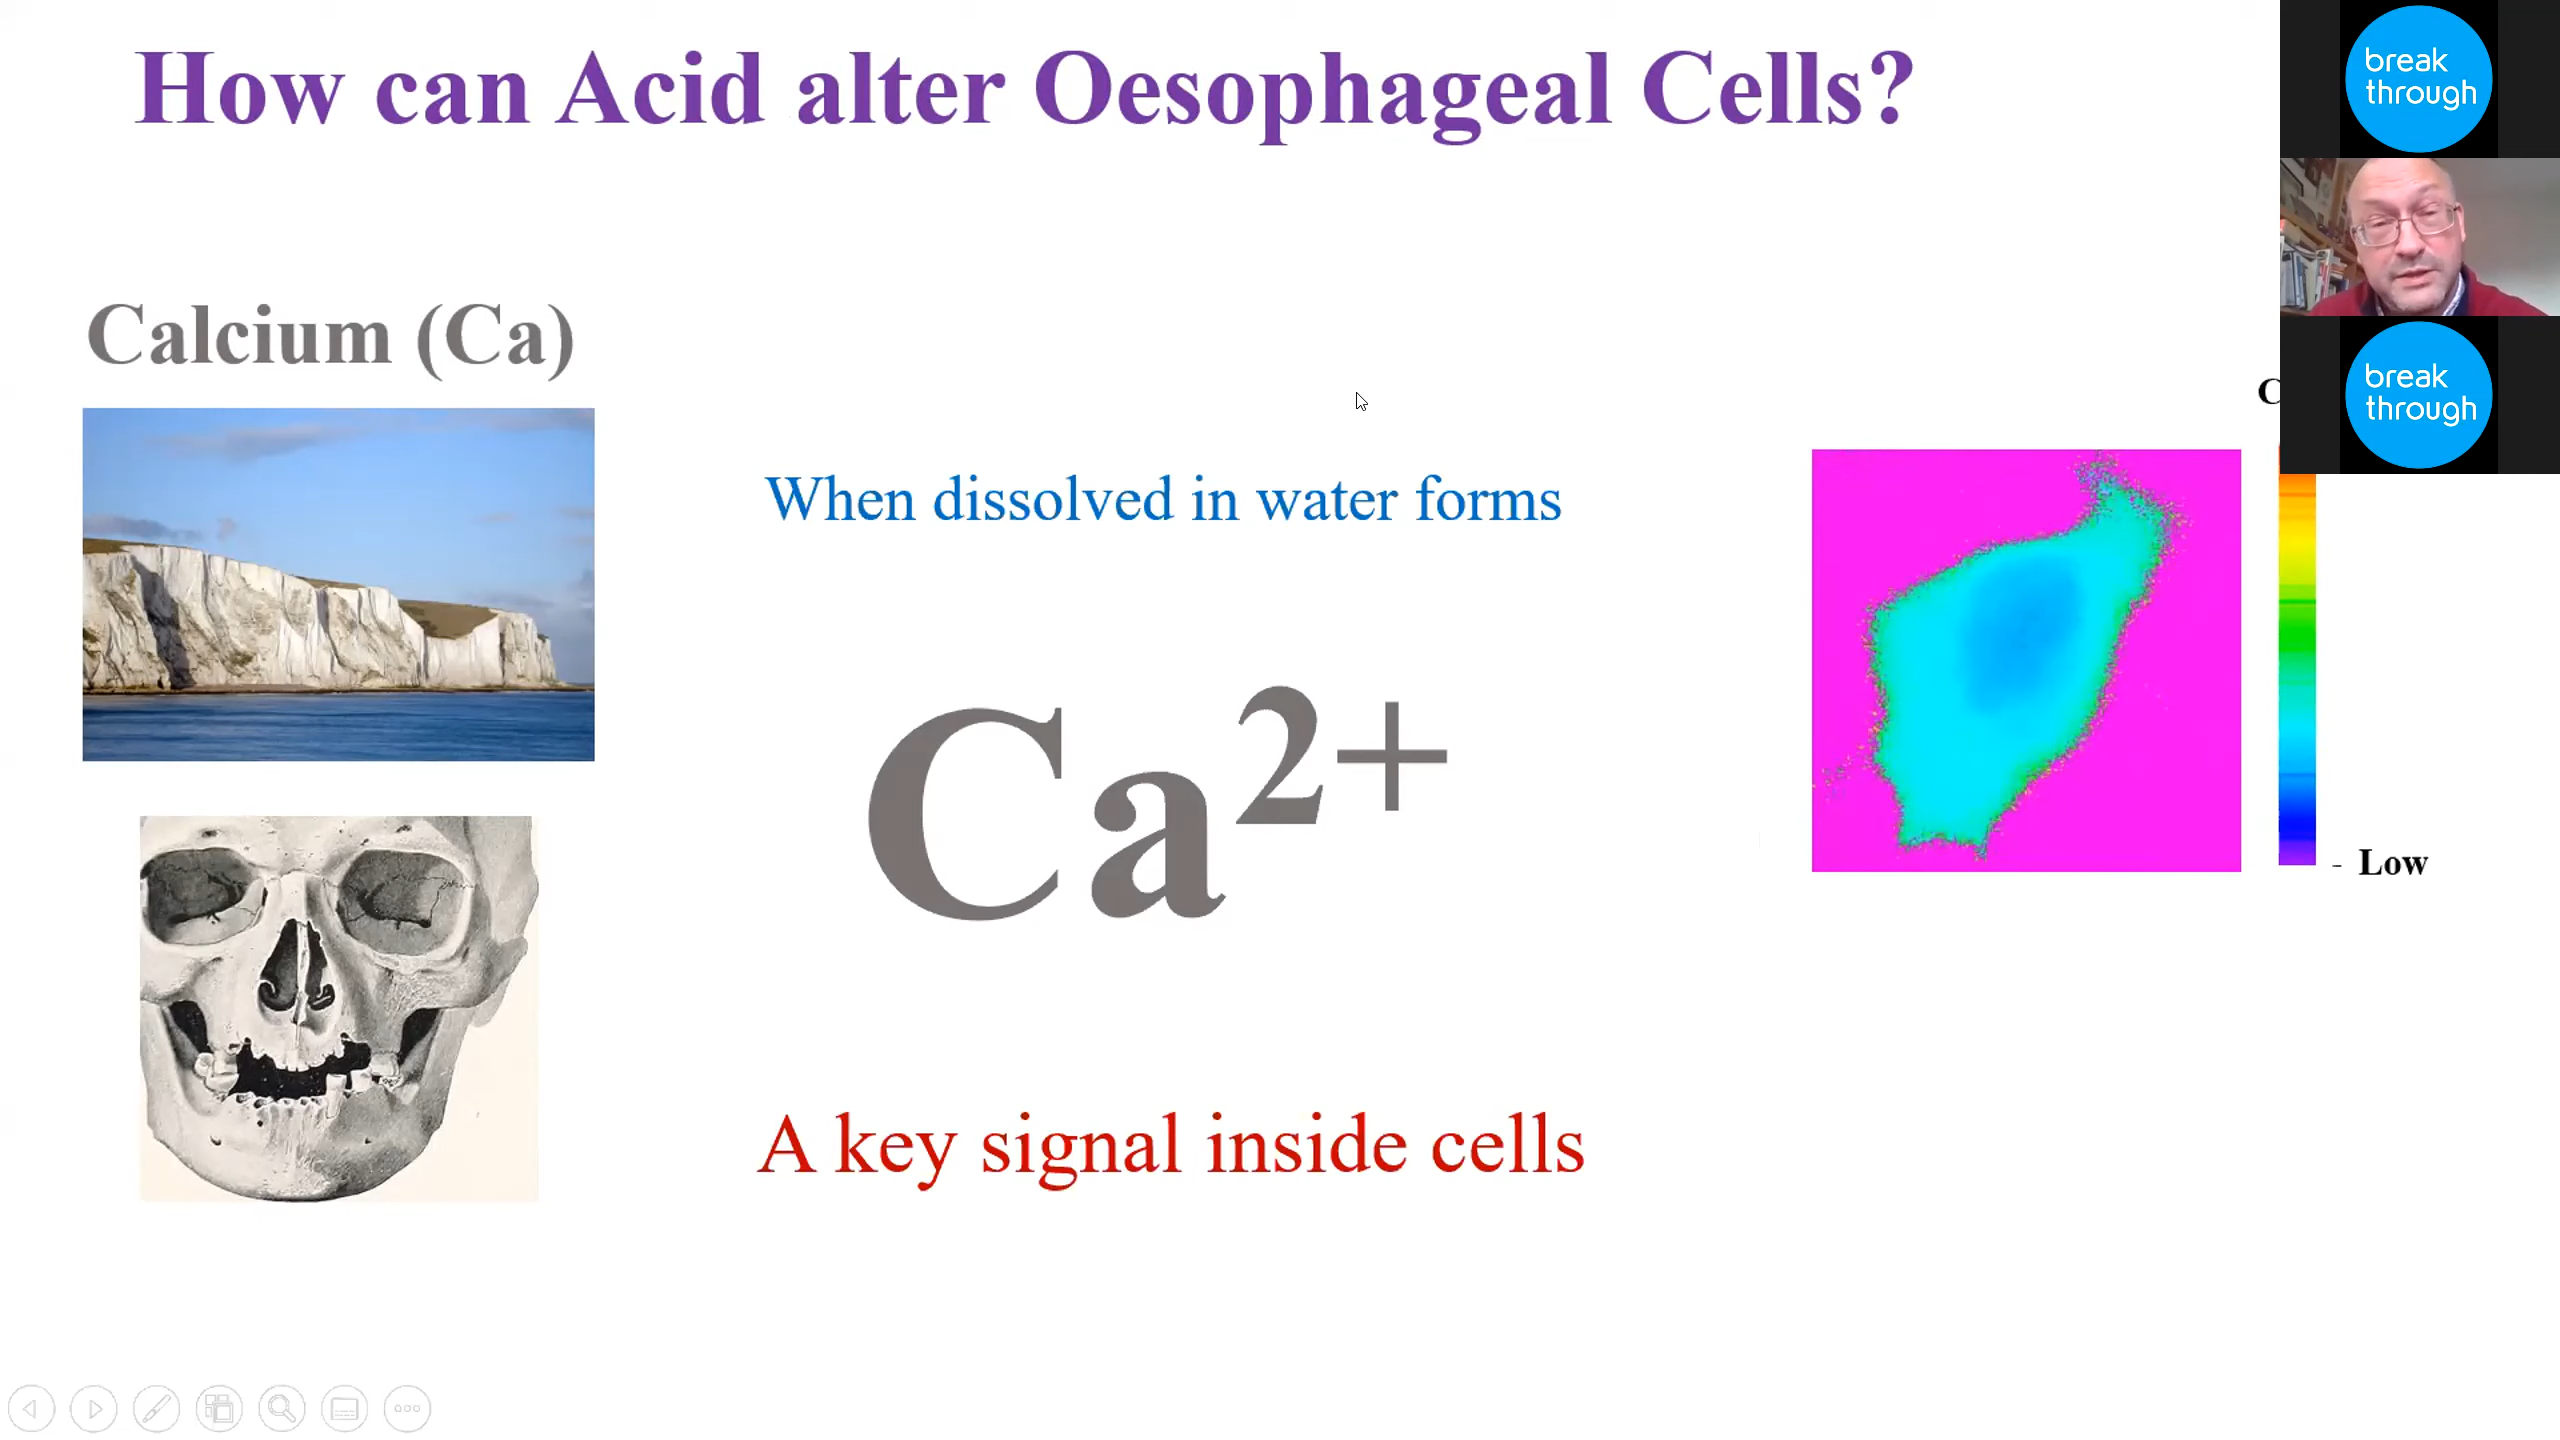 How can Acid alter Oesophageal Cells?
Calcium (Ca)
When dissolved in water forms
Ca²⁺
A key signal inside cells
- Low
break
through
break
through